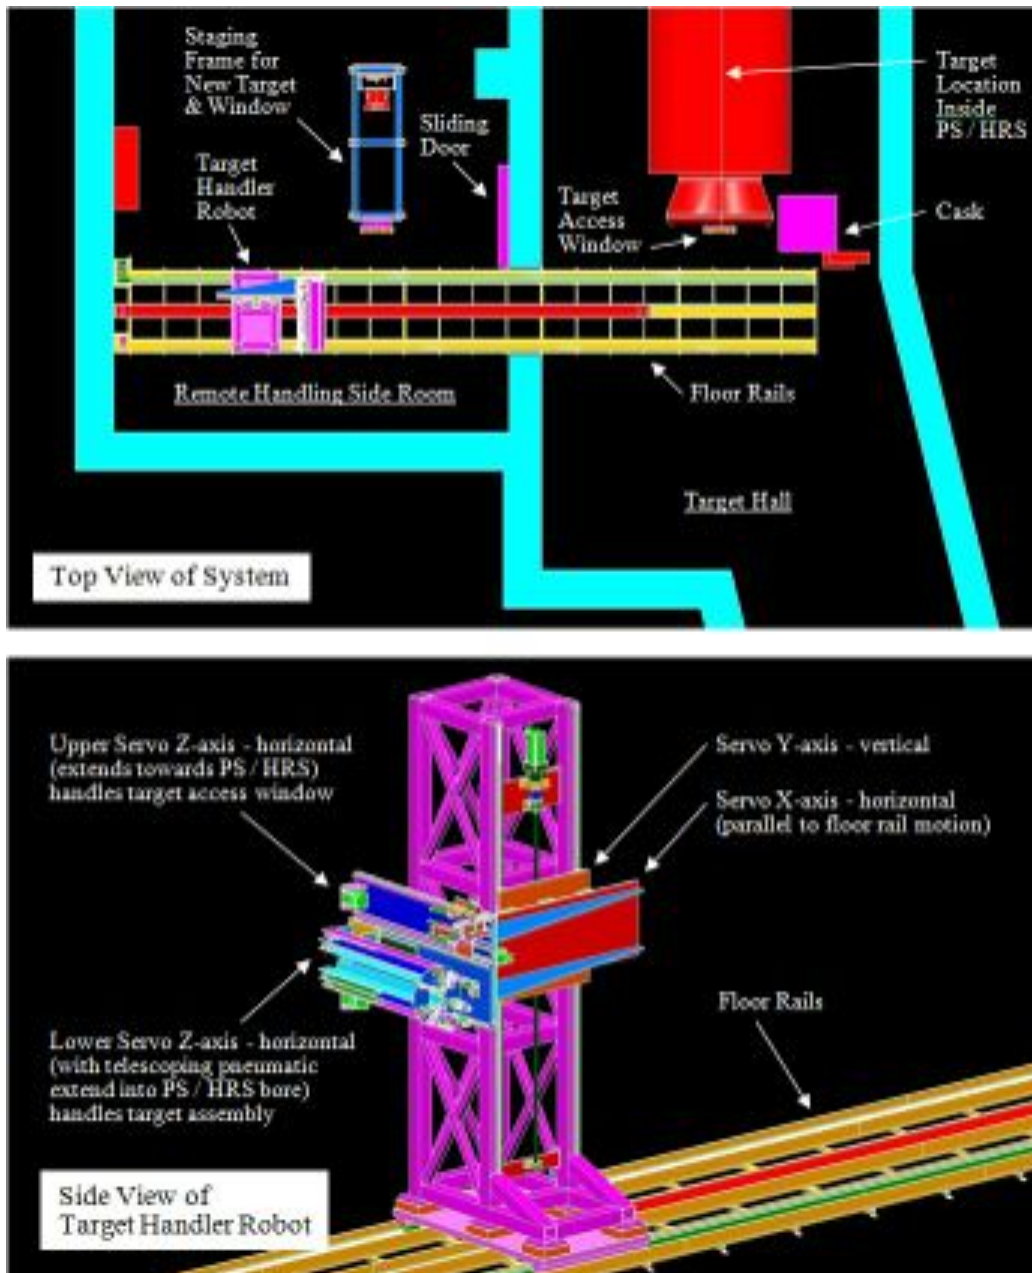 Staging
Frame for
New Target
& Window
Sliding
Door
Target
Handler
Robot
Target
Location
Inside
PS / HRS
Target
Access
Window
Cask
Remote Handling Side Room
Floor Rails
Target Hall
Top View of System
Upper Servo Z-axis - horizontal
(extends towards PS / HRS)
handles target access window
Servo Y-axis - vertical
Servo X-axis - horizontal
(parallel to floor rail motion)
Floor Rails
Lower Servo Z-axis - horizontal
(with telescoping pneumatic
extend into PS / HRS bore)
handles target assembly
Side View of
Target Handler Robot